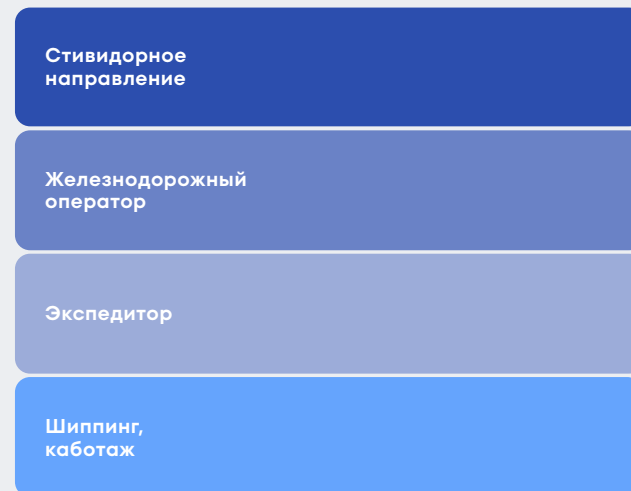 Стивидорное
направление
Железнодорожный
оператор
Экспедитор
Шиппинг,
каботаж